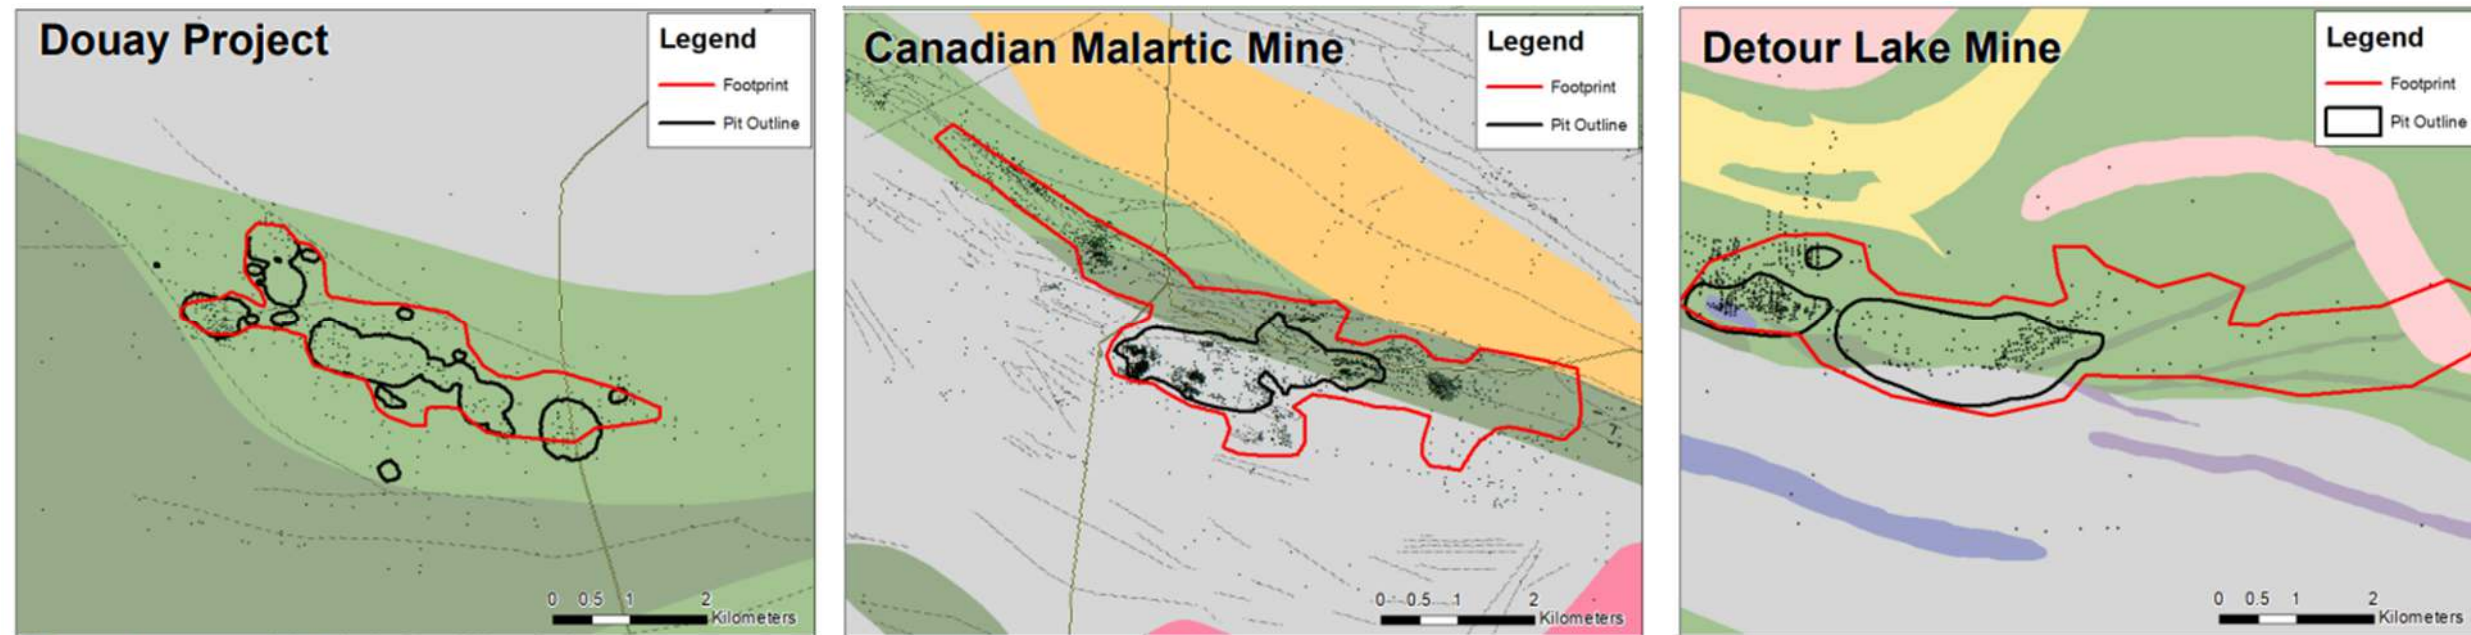 Douay Project
Legend
Footprint
Pit Outline
0 0.5 1 2
Kilometers
Canadian Malartic Mine
Legend
Footprint
Pit Outline
0 0.5 1 2
Kilometers
Detour Lake Mine
Legend
Footprint
Pit Outline
0 0.5 1 2
Kilometers